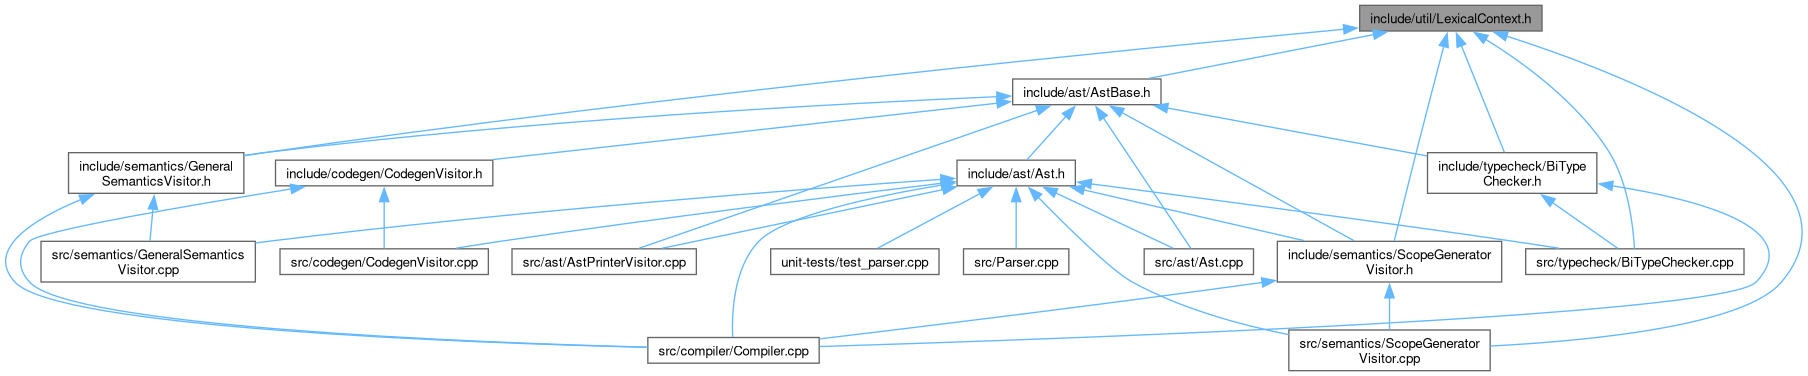 include/util/LexicalContext.h
include/ast/AstBase.h
include/semantics/General
SemanticsVisitor.h
include/codegen/CodegenVisitor.h
include/ast/Ast.h
include/typecheck/BiType
Checker.h
src/semantics/GeneralSemantics
Visitor.cpp
src/codegen/CodegenVisitor.cpp
src/ast/AstPrinterVisitor.cpp
unit-tests/test_parser.cpp
src/Parser.cpp
src/ast/Ast.cpp
include/semantics/ScopeGenerator
Visitor.h
src/typecheck/BiTypeChecker.cpp
src/compiler/Compiler.cpp
src/semantics/ScopeGenerator
Visitor.cpp